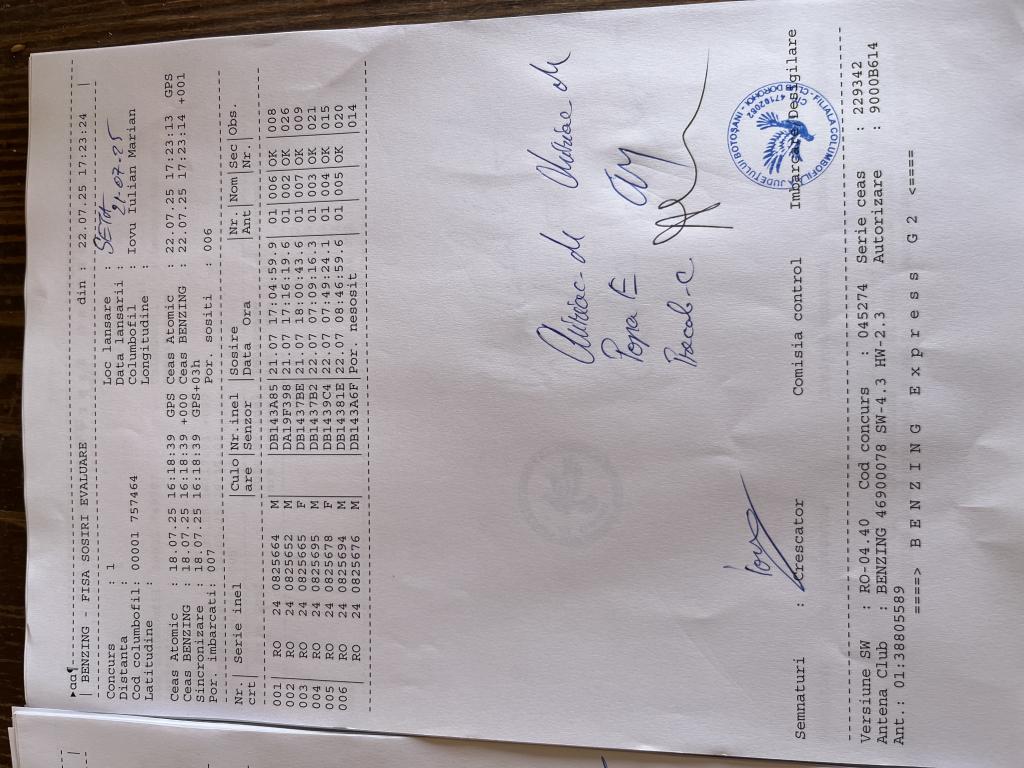 ▸aa¶
| BENZING - FISA SOSIRI EVALUARE din : 22.07.25 17:23:24 |
Concurs : 1 Loc lansare : SETA
Distanta : Data lansarii : 21-07-25
Cod columbofil: 00001 757464 Columbofil : Iovu Iulian Marian
Latitudine : Longitudine :
Ceas Atomic : 18.07.25 16:18:39 GPS Ceas Atomic : 22.07.25 17:23:13 GPS
Ceas BENZING : 18.07.25 16:18:39 +000 Ceas BENZING : 22.07.25 17:23:14 +001
Sincronizare : 18.07.25 16:18:39 GPS+03h
Por. imbarcati : 007 Por. sositi : 006
Nr.| Serie inel |Culo|Nr.inel |Sosire Nr. |Nom|Sec|Obs.
crt |are |Senzor |Data Ora Ant | |Nr.|
001| RO 24 0825664 M |DB143A85|21.07 17:04:59.9 01|006|OK |008
002| RO 24 0825652 M |DA19F398|21.07 17:16:19.6 01|002|OK |026
003| RO 24 0825665 F |DB1437BE|21.07 18:00:43.6 01|007|OK |009
004| RO 24 0825695 M |DB1437B2|22.07 07:09:16.3 01|003|OK |021
005| RO 24 0825678 F |DB1439C4|22.07 07:49:24.1 01|004|OK |015
006| RO 24 0825694 M |DB14381E|22.07 08:46:59.6 01|005|OK |020
| RO 24 0825676 M |DB143A6F|Por. nesosit | | |014
Popa E
Semnaturi : Crescator Comisia control Imbarcare/Desigilare
JUDEȚULUI BOTOȘANI - FILIALA COLUMBOFILA
CIF 47192082
DOROHOI
Versiune SW : RO-04.40 Cod concurs : 045274 Serie ceas : 229342
Antena Club : BENZING 46900078 SW-4.3 HW-2.3 Autorizare : 9000B614
Ant.: 01:38805589
====> B E N Z I N G E x p r e s s G 2 <====